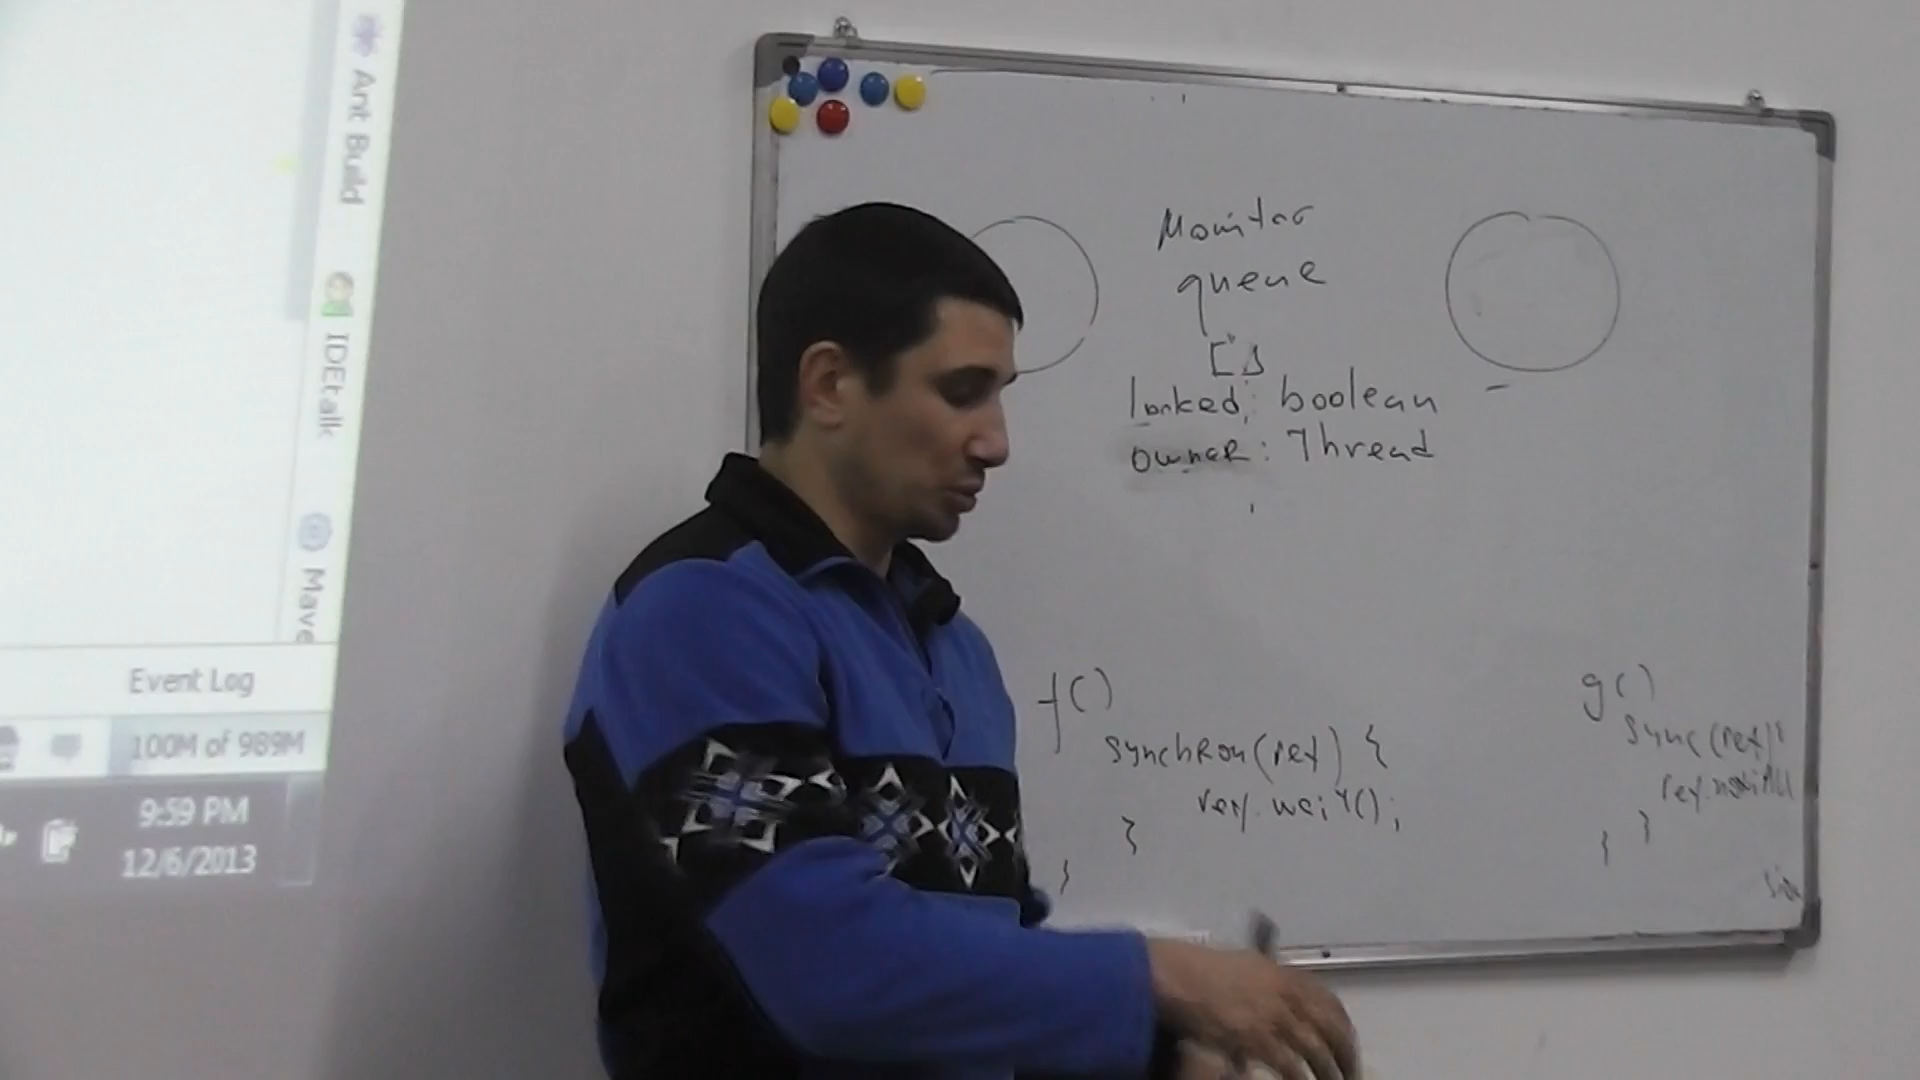 Ant Build
IDEtalk
Mave
Event Log
100M of 989M
9:59 PM
12/6/2013
Monitor
queue
locked: boolean
owner: Thread
f()
synchron(ref) {
ref.wait();
}
}
g()
sync(ref){
}
}